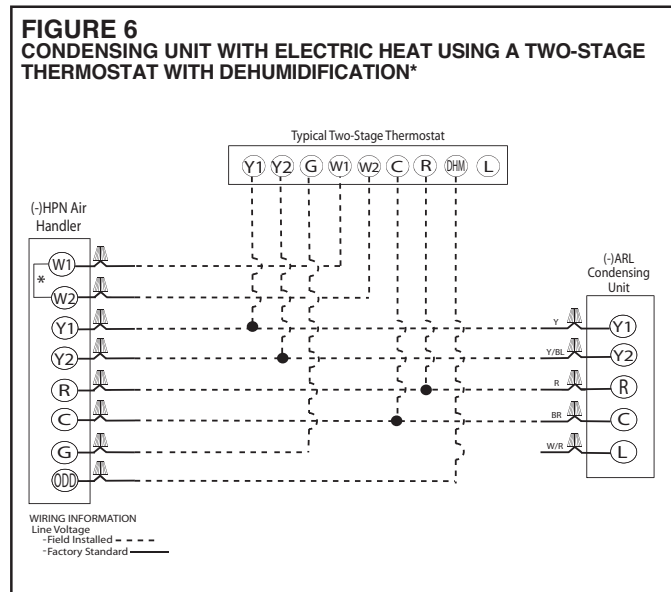 FIGURE 6
CONDENSING UNIT WITH ELECTRIC HEAT USING A TWO-STAGE
THERMOSTAT WITH DEHUMIDIFICATION*
Typical Two-Stage Thermostat
Y1 Y2 G W1 W2 C R DHM L
(-)HPN Air
Handler
W1
*
W2
Y1
Y2
R
C
G
ODD
(-)ARL
Condensing
Unit
Y Y1
Y/BL Y2
R R
BR C
W/R L
WIRING INFORMATION
Line Voltage
-Field Installed
-Factory Standard